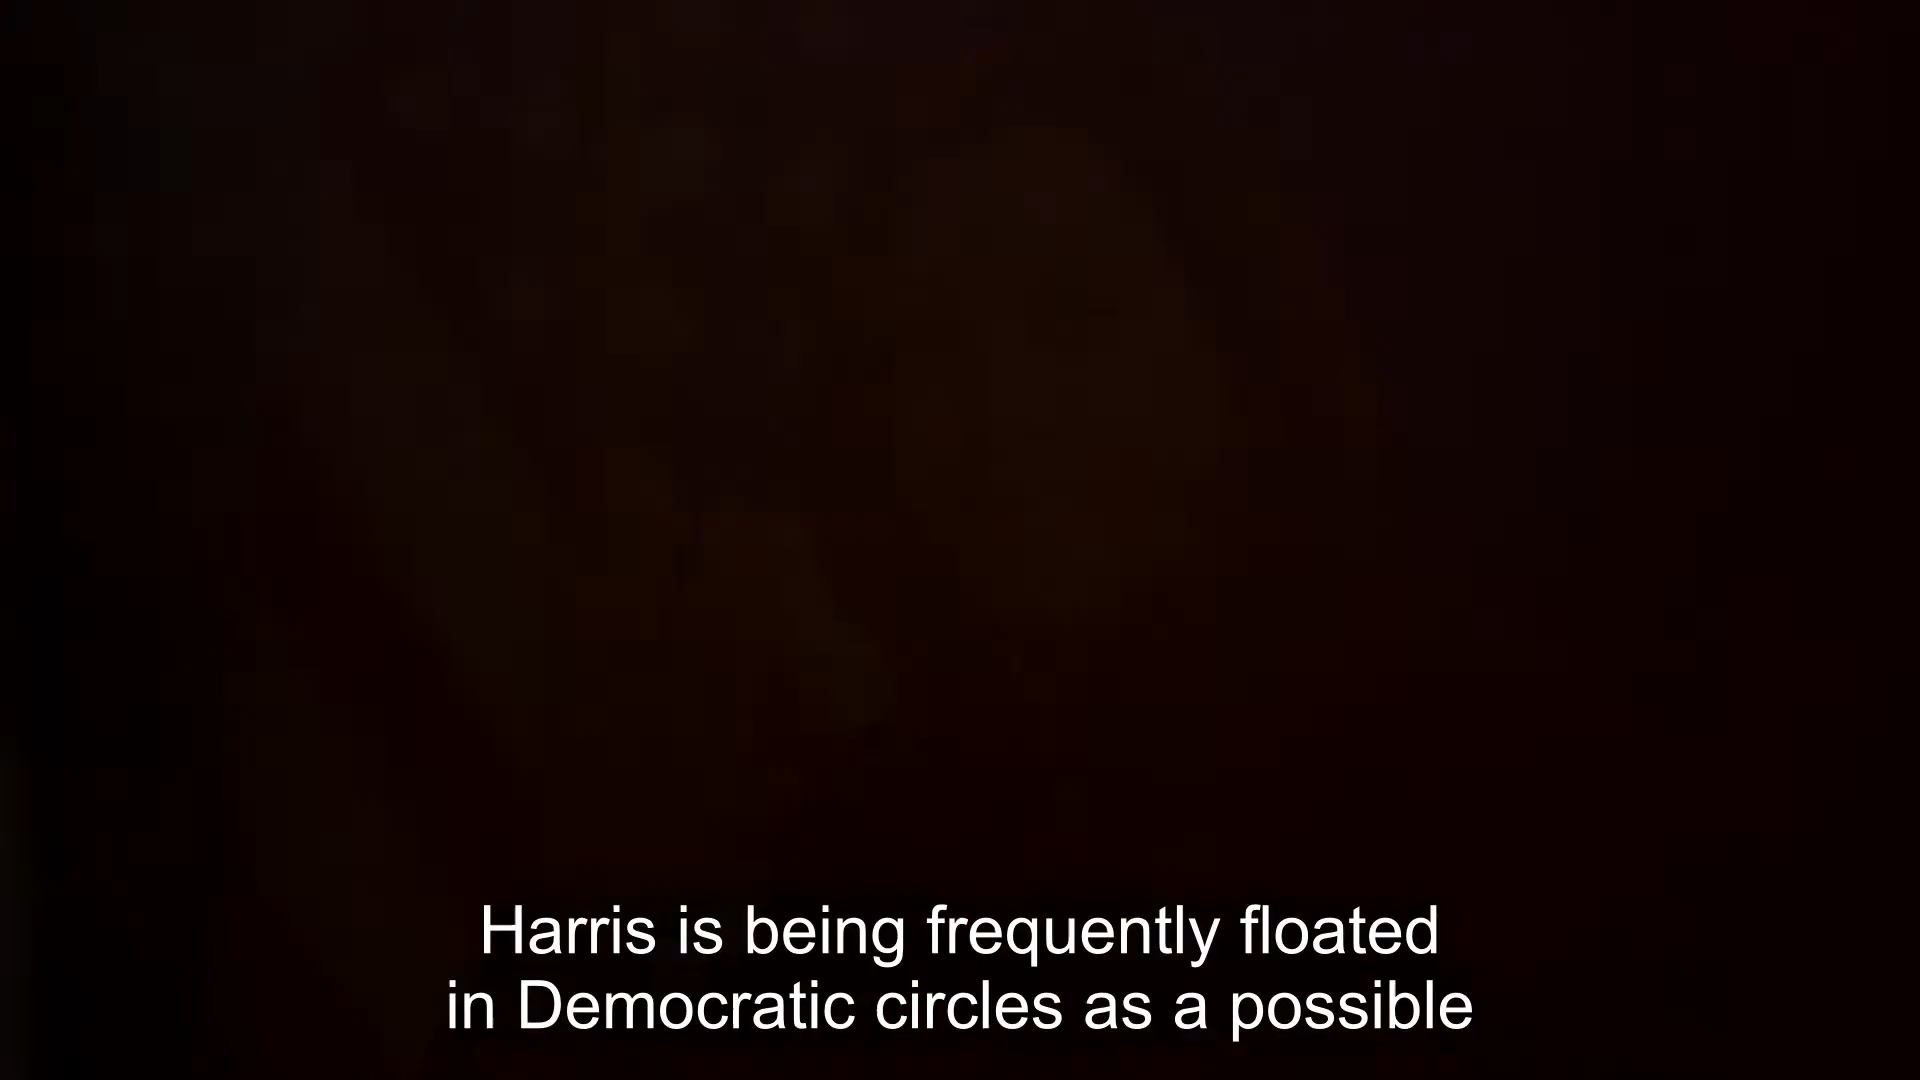 Harris is being frequently floated
in Democratic circles as a possible